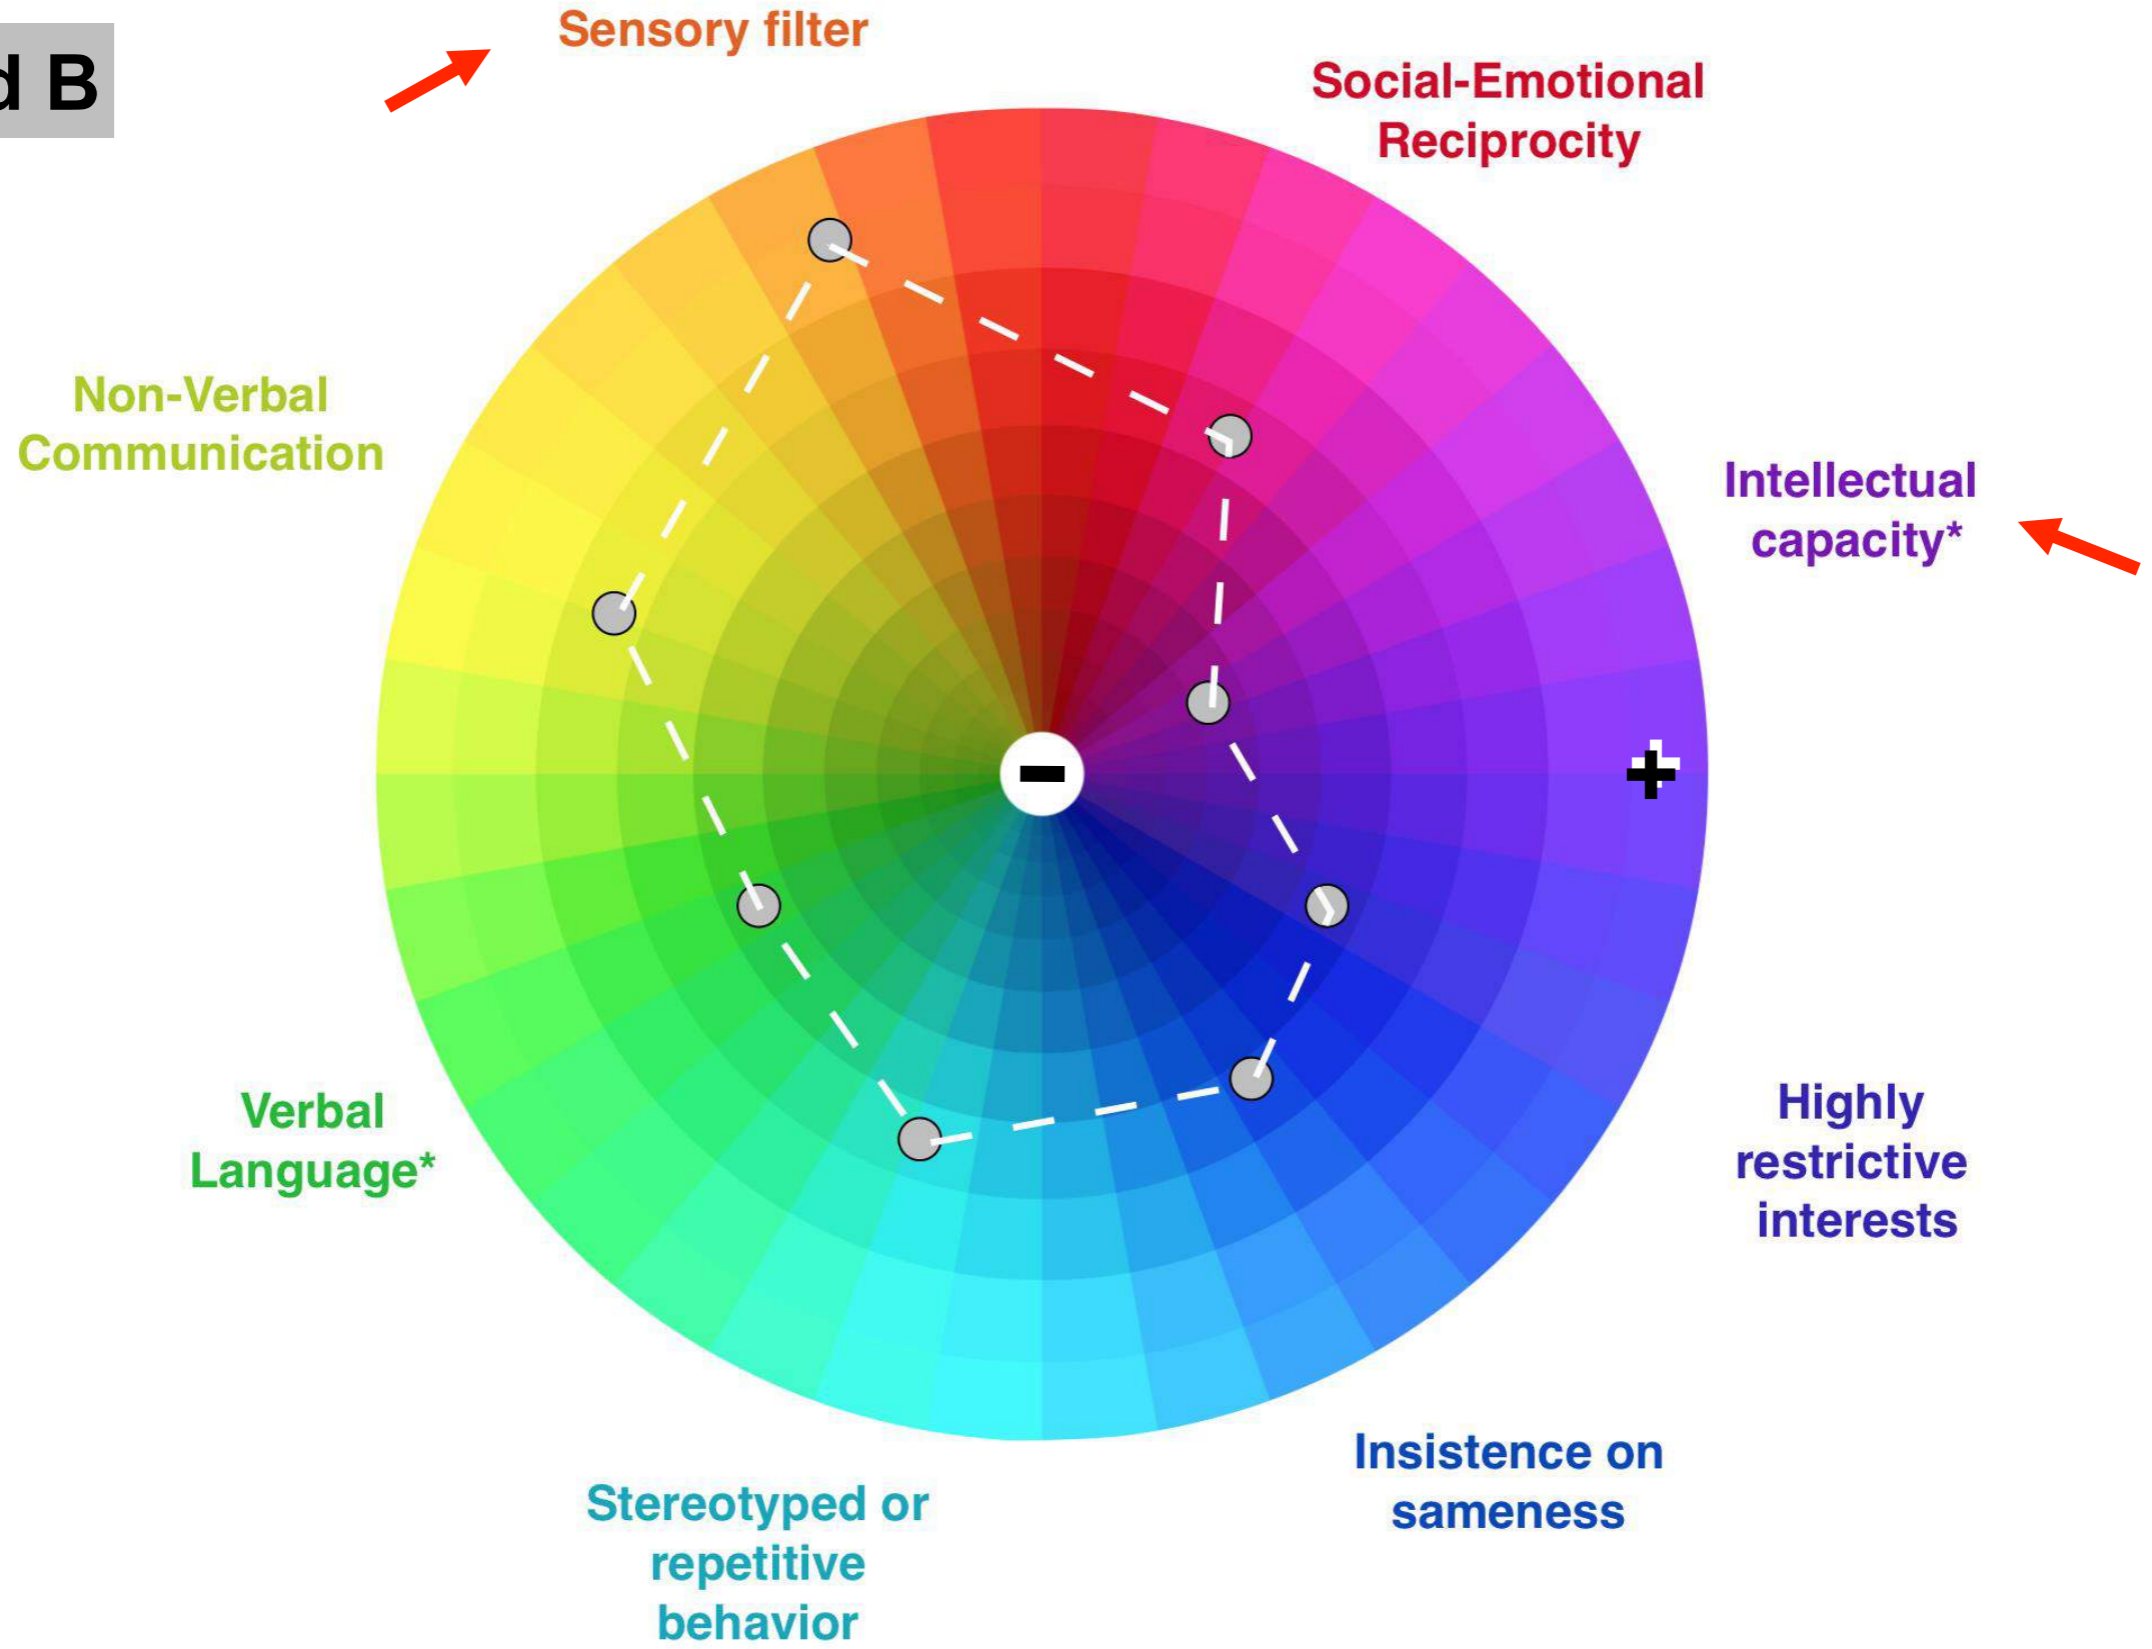 d B
Sensory filter
Social-Emotional
Reciprocity
Non-Verbal
Communication
Intellectual
capacity*
−
+
Verbal
Language*
Highly
restrictive
interests
Insistence on
sameness
Stereotyped or
repetitive
behavior